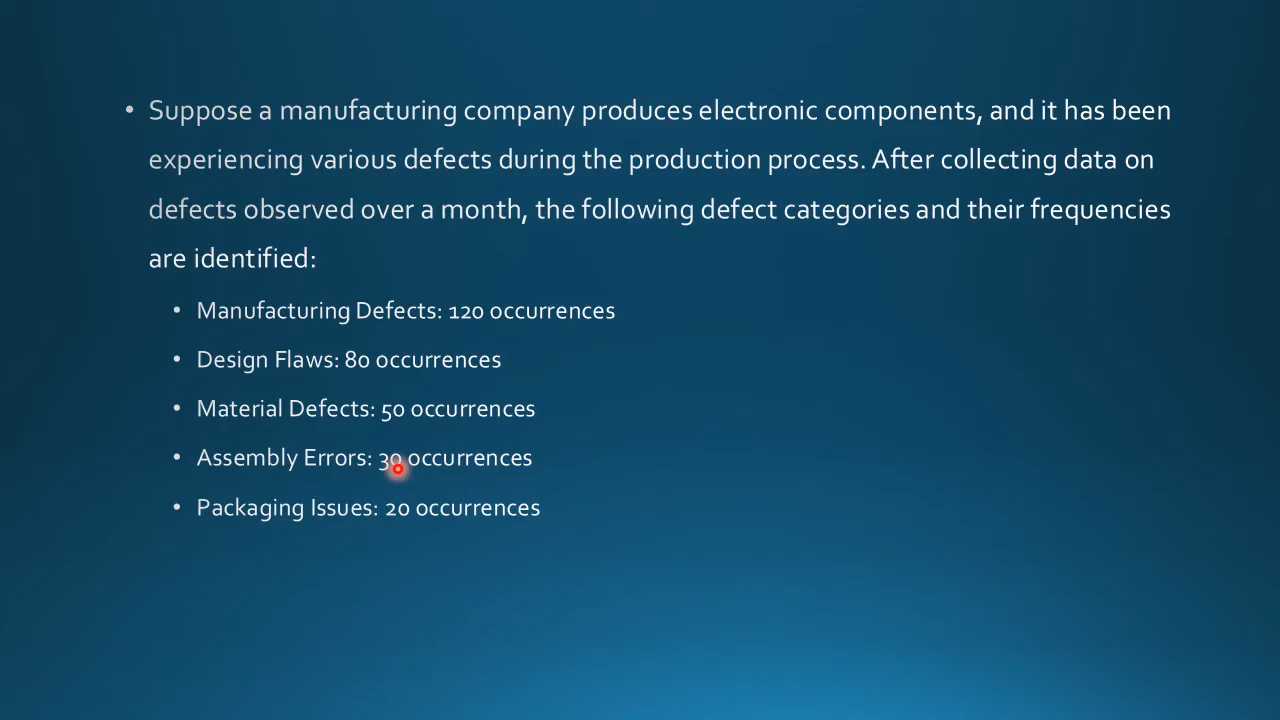 • Suppose a manufacturing company produces electronic components, and it has been
experiencing various defects during the production process. After collecting data on
defects observed over a month, the following defect categories and their frequencies
are identified:
• Manufacturing Defects: 120 occurrences
• Design Flaws: 80 occurrences
• Material Defects: 50 occurrences
• Assembly Errors: 30 occurrences
• Packaging Issues: 20 occurrences